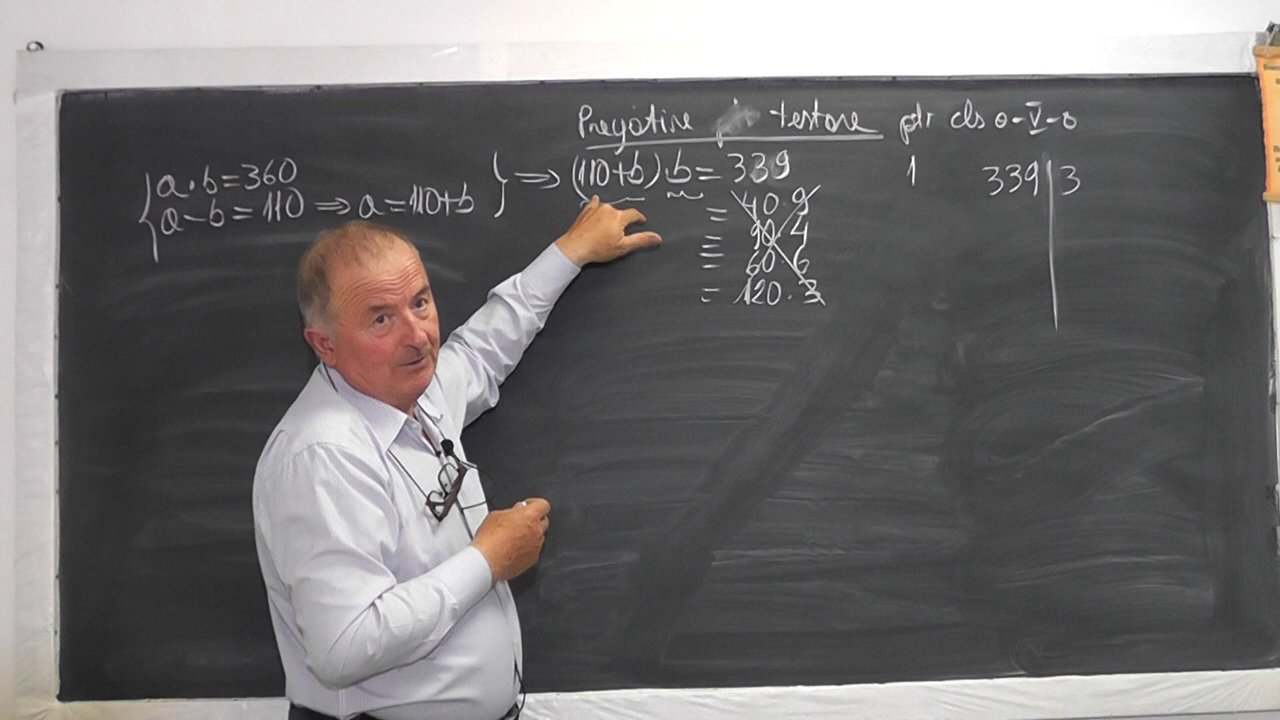 Pregătire testare ptr cls a-V-a
{ a·b=360
a-b=110 ⇒ a=110+b } ⇒ (110+b)·b=339
= 40·9
= 90·4
= 60·6
= 120·3
1
339|3